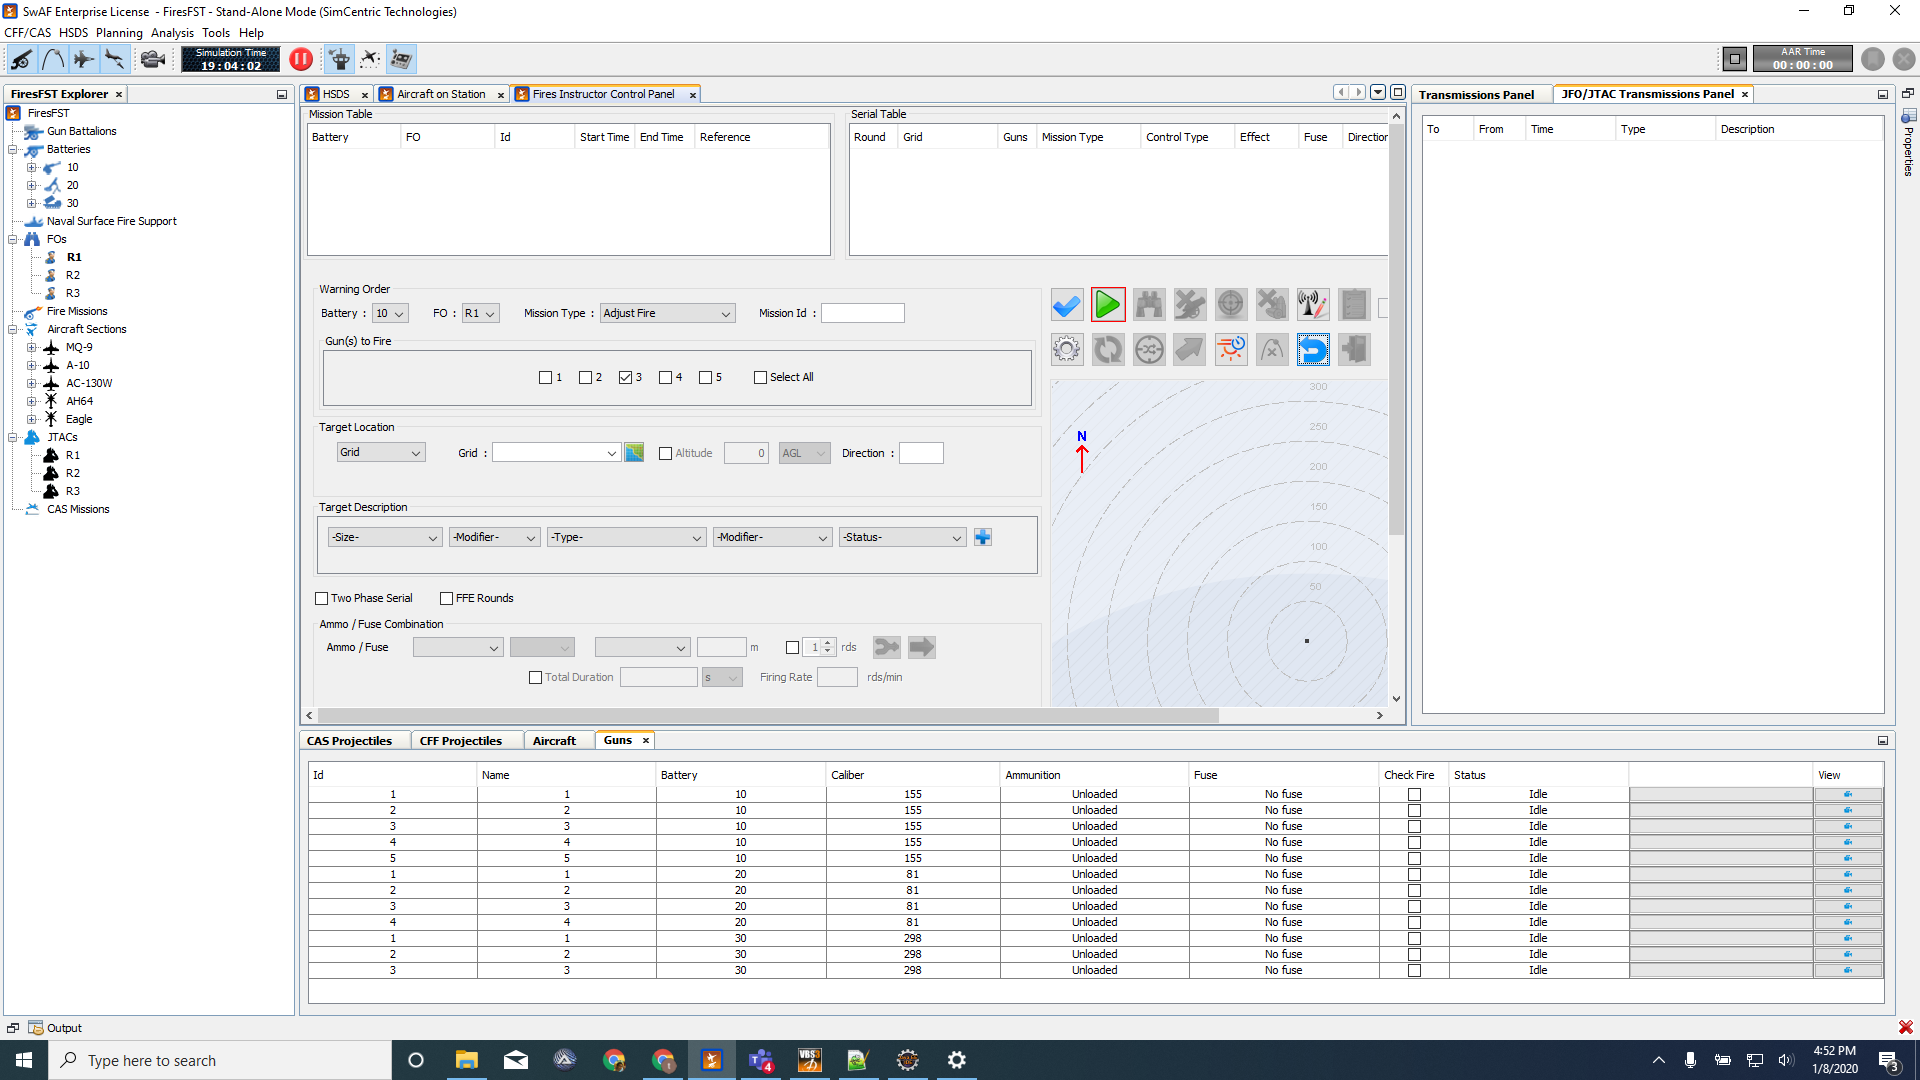 SwAF Enterprise License - FiresFST - Stand-Alone Mode (SimCentric Technologies)
CFF/CAS HSDS Planning Analysis Tools Help
Simulation Time
19:04:02
AAR Time
00:00:00
FiresFST Explorer
FiresFST
Gun Battalions
Batteries
10
20
30
Naval Surface Fire Support
FOs
R1
R2
R3
Fire Missions
Aircraft Sections
MQ-9
A-10
AC-130W
AH64
Eagle
JTACs
R1
R2
R3
CAS Missions
HSDS Aircraft on Station Fires Instructor Control Panel
Mission Table
Battery FO Id Start Time End Time Reference
Serial Table
Round Grid Guns Mission Type Control Type Effect Fuse Direction
Warning Order
Battery : 10 FO : R1 Mission Type : Adjust Fire Mission Id :
Gun(s) to Fire
1 2 3 4 5 Select All
Target Location
Grid Grid : Altitude 0 AGL Direction :
Target Description
-Size- -Modifier- -Type- -Modifier- -Status-
Two Phase Serial FFE Rounds
Ammo / Fuse Combination
Ammo / Fuse m 1 rds
Total Duration s Firing Rate rds/min
N
300
250
200
150
100
50
Transmissions Panel JFO/JTAC Transmissions Panel
To From Time Type Description
Properties
CAS Projectiles CFF Projectiles Aircraft Guns
Id Name Battery Caliber Ammunition Fuse Check Fire Status View
1 1 10 155 Unloaded No fuse Idle
2 2 10 155 Unloaded No fuse Idle
3 3 10 155 Unloaded No fuse Idle
4 4 10 155 Unloaded No fuse Idle
5 5 10 155 Unloaded No fuse Idle
1 1 20 81 Unloaded No fuse Idle
2 2 20 81 Unloaded No fuse Idle
3 3 20 81 Unloaded No fuse Idle
4 4 20 81 Unloaded No fuse Idle
1 1 30 298 Unloaded No fuse Idle
2 2 30 298 Unloaded No fuse Idle
3 3 30 298 Unloaded No fuse Idle
Output
Type here to search
4
VBS3
4:52 PM
1/8/2020
3